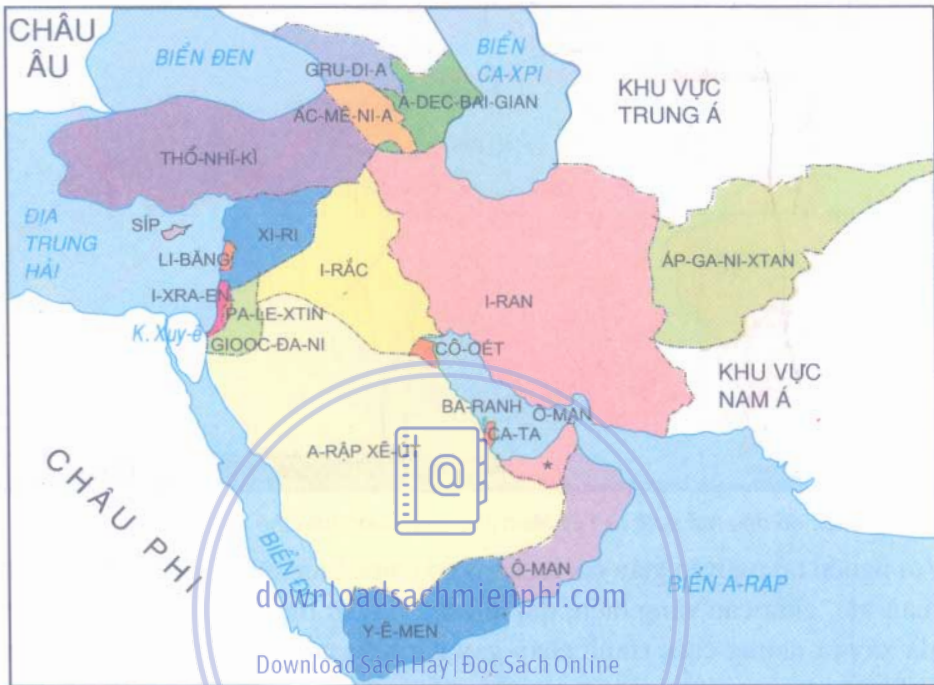 CHÂU
ÂU
BIỂN ĐEN
BIỂN
CA-XPI
GRU-DI-A
A-DEC-BAI-GIAN
ÁC-MÊ-NI-A
KHU VỰC
TRUNG Á
THỔ-NHĨ-KÌ
ĐỊA
TRUNG
HẢI
SÍP
XI-RI
LI-BĂNG
I-RẮC
I-RAN
ÁP-GA-NI-XTAN
I-XRA-EN
PA-LE-XTIN
K. Xuy-ê
GIOOC-ĐA-NI
CÔ-OÉT
KHU VỰC
NAM Á
BA-RANH
Ô-MAN
CA-TA
A-RẬP XÊ-ÚT
@
★
CHÂU PHI
BIỂN ĐỎ
Ô-MAN
BIỂN A-RAP
downloadsachmienphi.com
Y-Ê-MEN
Download Sách Hay | Đọc Sách Online